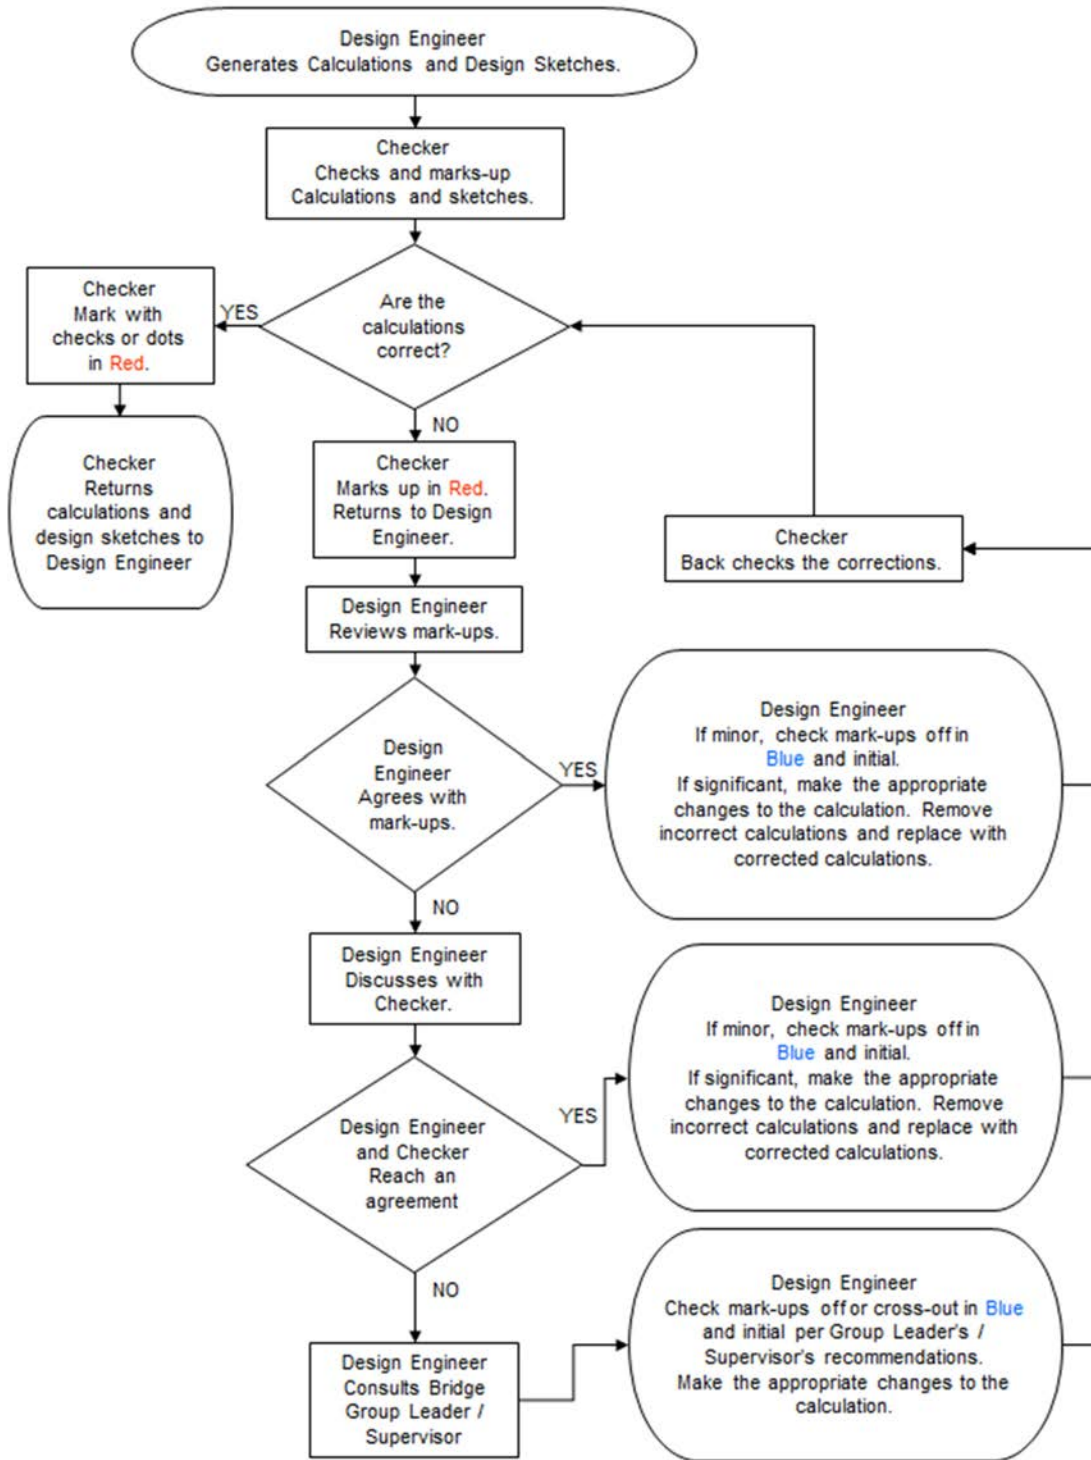 Design Engineer
Generates Calculations and Design Sketches.
Checker
Checks and marks-up
Calculations and sketches.
Are the
calculations
correct?
YES
Checker
Mark with
checks or dots
in Red.
Checker
Returns
calculations and
design sketches to
Design Engineer
NO
Checker
Marks up in Red.
Returns to Design
Engineer.
Checker
Back checks the corrections.
Design Engineer
Reviews mark-ups.
Design
Engineer
Agrees with
mark-ups.
YES
Design Engineer
If minor, check mark-ups off in
Blue and initial.
If significant, make the appropriate
changes to the calculation. Remove
incorrect calculations and replace with
corrected calculations.
NO
Design Engineer
Discusses with
Checker.
Design Engineer
and Checker
Reach an
agreement
YES
Design Engineer
If minor, check mark-ups off in
Blue and initial.
If significant, make the appropriate
changes to the calculation. Remove
incorrect calculations and replace with
corrected calculations.
NO
Design Engineer
Consults Bridge
Group Leader /
Supervisor
Design Engineer
Check mark-ups off or cross-out in Blue
and initial per Group Leader's /
Supervisor's recommendations.
Make the appropriate changes to the
calculation.